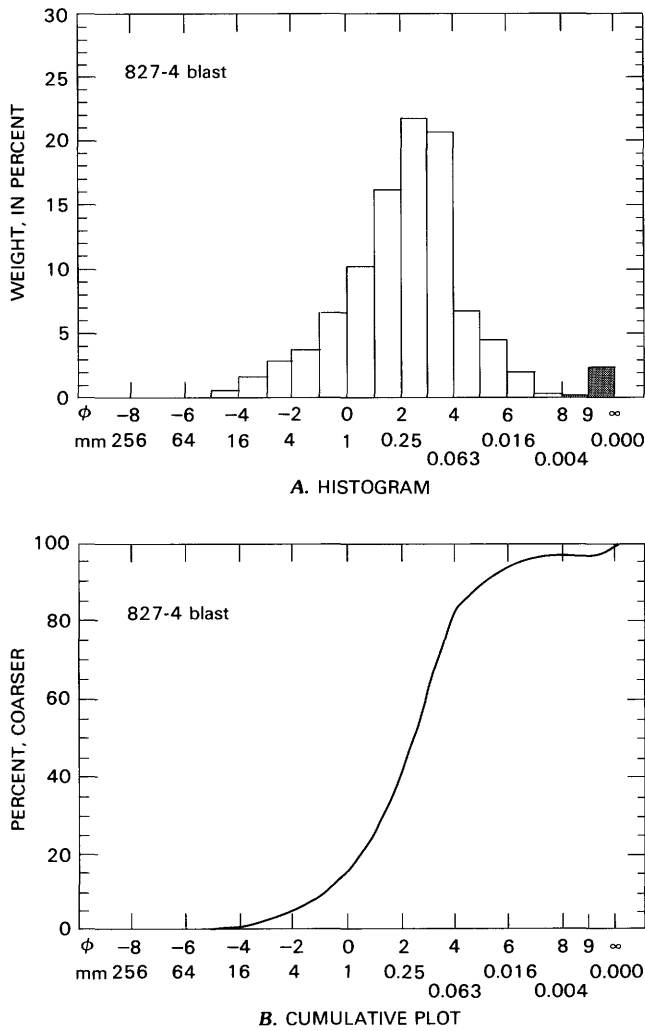 30
25
20
15
10
5
0
WEIGHT, IN PERCENT
827-4 blast
ϕ −8 −6 −4 −2 0 2 4 6 8 9 ∞
mm 256 64 16 4 1 0.25 0.016 0.000
0.063 0.004
A. HISTOGRAM
100
80
60
40
20
0
PERCENT, COARSER
827-4 blast
ϕ −8 −6 −4 −2 0 2 4 6 8 9 ∞
mm 256 64 16 4 1 0.25 0.016 0.000
0.063 0.004
B. CUMULATIVE PLOT